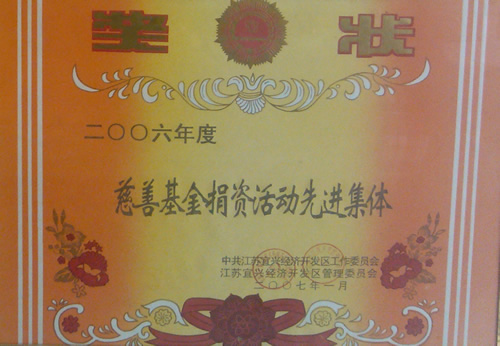 奖状
二〇〇六年度
慈善基金捐资活动先进集体
中共江苏宜兴经济开发区工作委员会
江苏宜兴经济开发区管理委员会
二〇〇七年一月